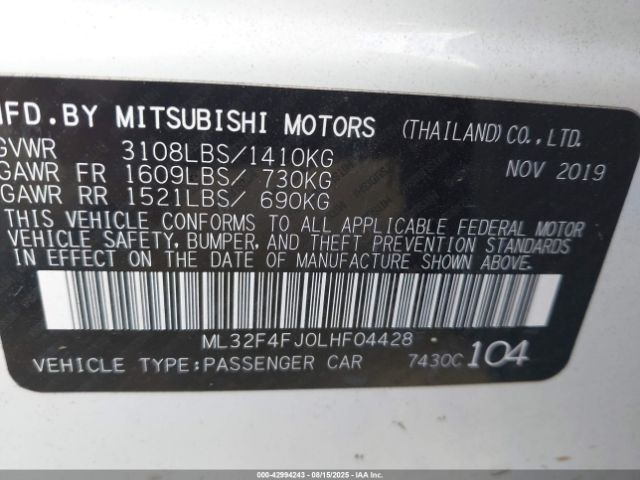 MFD.BY MITSUBISHI MOTORS (THAILAND) CO.,LTD.
GVWR 3108LBS/1410KG NOV 2019
GAWR FR 1609LBS/ 730KG
GAWR RR 1521LBS/ 690KG
THIS VEHICLE CONFORMS TO ALL APPLICABLE FEDERAL MOTOR
VEHICLE SAFETY, BUMPER, AND THEFT PREVENTION STANDARDS
IN EFFECT ON THE DATE OF MANUFACTURE SHOWN ABOVE.
ML32F4FJ0LHF04428
VEHICLE TYPE:PASSENGER CAR 7430C 104
000-42994243 - 08/15/2025 - IAAI.COM